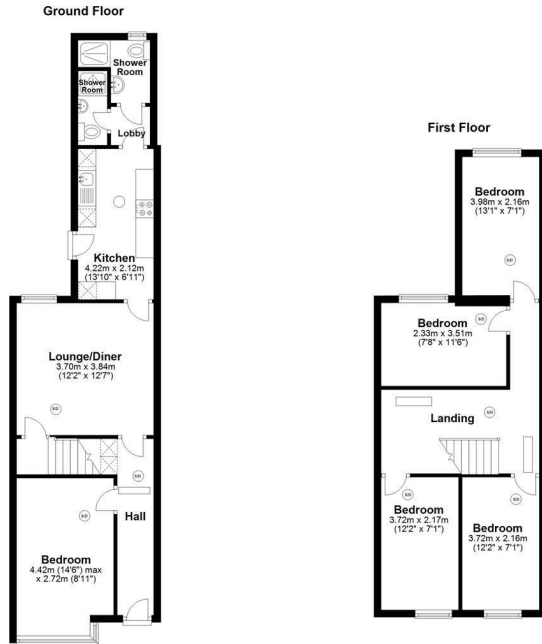 Ground Floor
Shower
Room
Shower
Room
Lobby
Kitchen
4.22m x 2.12m
(13'10" x 6'11")
Lounge/Diner
3.70m x 3.84m
(12'2" x 12'7")
S/D
S/D
S/D
Hall
Bedroom
4.42m (14'6") max
x 2.72m (8'11")
First Floor
Bedroom
3.98m x 2.16m
(13'1" x 7'1")
S/D
Bedroom
2.33m x 3.51m
(7'8" x 11'6")
S/D
Landing
S/D
S/D
Bedroom
3.72m x 2.17m
(12'2" x 7'1")
S/D
Bedroom
3.72m x 2.16m
(12'2" x 7'1")